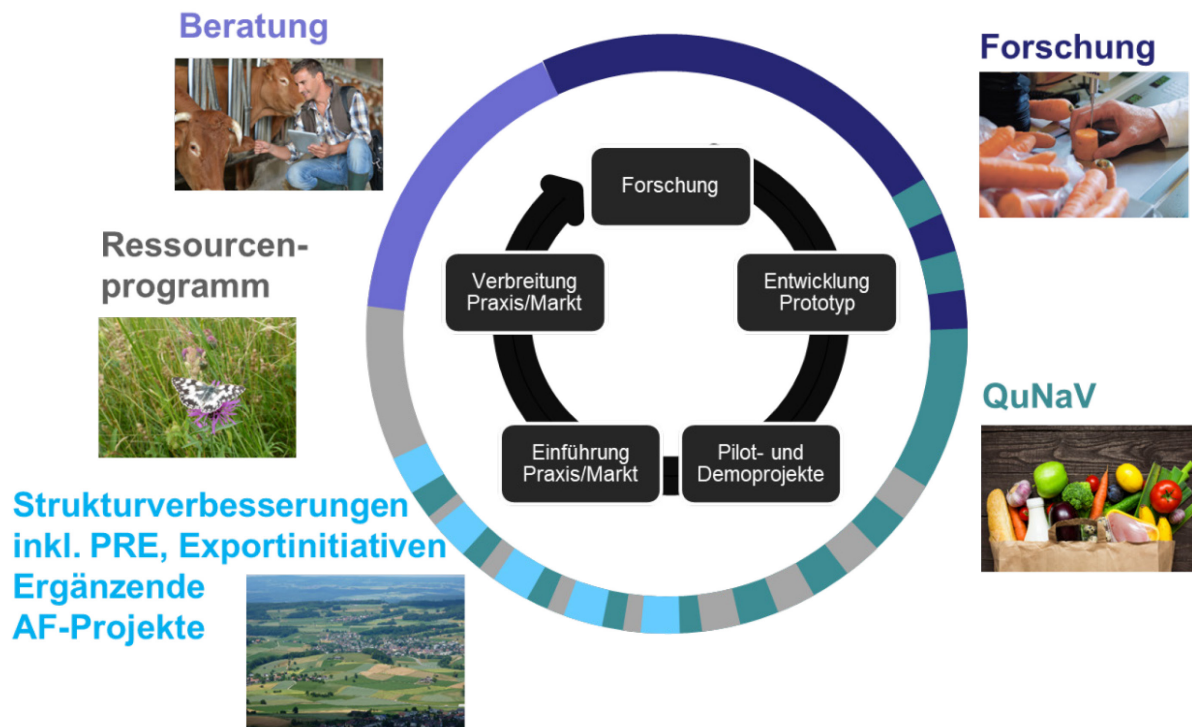 Beratung
Forschung
Ressourcen-
programm
QuNaV
Strukturverbesserungen
inkl. PRE, Exportinitiativen
Ergänzende
AF-Projekte
Forschung
Entwicklung
Prototyp
Pilot- und
Demoprojekte
Einführung
Praxis/Markt
Verbreitung
Praxis/Markt